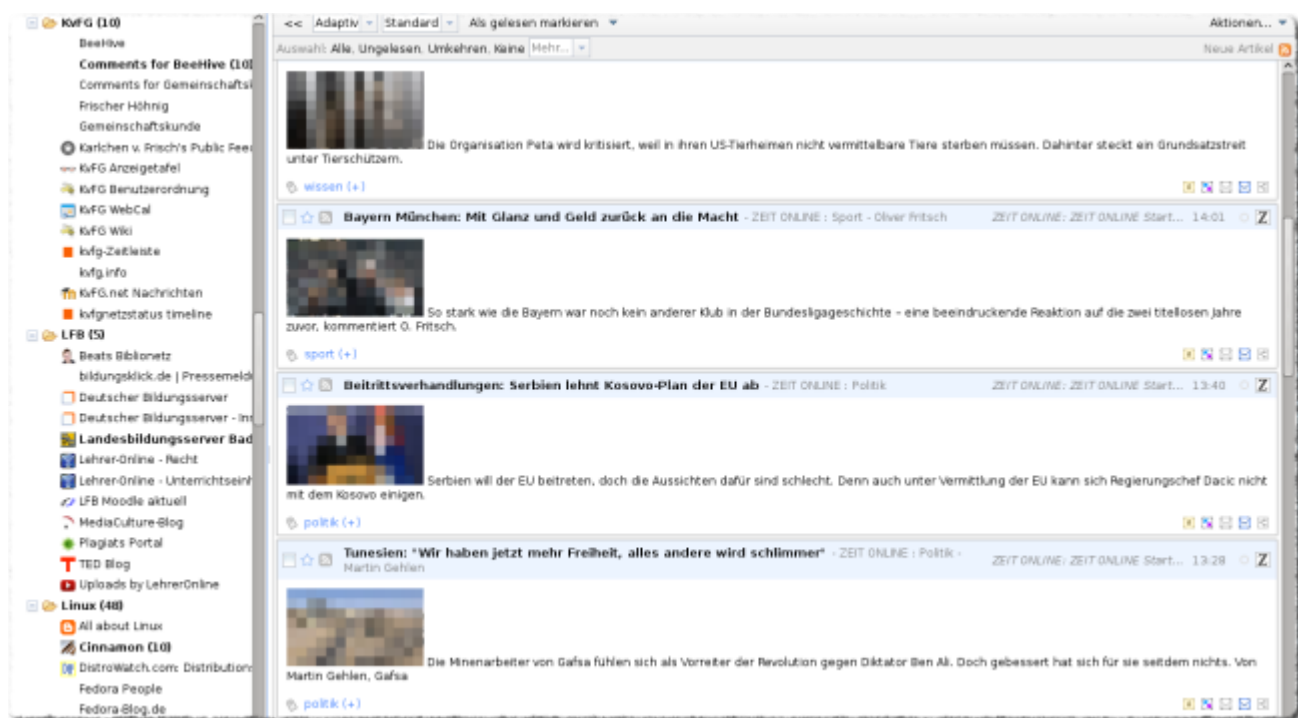 KvFG (10)
BeeHive
Comments for BeeHive (10)
Comments for Gemeinschafts
Frischer Höhnig
Gemeinschaftskunde
Karlchen v. Frisch's Public Fee
KvFG Anzeigetafel
KvFG Benutzerordnung
KvFG WebCal
KvFG Wiki
kvfg-Zeitleiste
kvfg.info
KvFG.net Nachrichten
kvfgnetzstatus timeline
LFB (5)
Beats Biblionetz
bildungsklick.de | Pressemeld
Deutscher Bildungsserver
Deutscher Bildungsserver - Inn
Landesbildungsserver Bad
Lehrer-Online - Recht
Lehrer-Online - Unterrichtseinh
LFB Moodle aktuell
MediaCulture-Blog
Plagiats Portal
TED Blog
Uploads by LehrerOnline
Linux (48)
All about Linux
Cinnamon (10)
DistroWatch.com: Distributions
Fedora People
Fedora-Blog.de
<< Adaptiv Standard Als gelesen markieren Aktionen...
Auswahl: Alle, Ungelesen, Umkehren, Keine Mehr... Neue Artikel
Die Organisation Peta wird kritisiert, weil in ihren US-Tierheimen nicht vermittelbare Tiere sterben müssen. Dahinter steckt ein Grundsatzstreit
unter Tierschützern.
wissen (+)
Bayern München: Mit Glanz und Geld zurück an die Macht - ZEIT ONLINE : Sport - Oliver Fritsch ZEIT ONLINE: ZEIT ONLINE Start... 14:01 Z
So stark wie die Bayern war noch kein anderer Klub in der Bundesligageschichte – eine beeindruckende Reaktion auf die zwei titellosen Jahre
zuvor, kommentiert O. Fritsch.
sport (+)
Beitrittsverhandlungen: Serbien lehnt Kosovo-Plan der EU ab - ZEIT ONLINE : Politik ZEIT ONLINE: ZEIT ONLINE Start... 13:40 Z
Serbien will der EU beitreten, doch die Aussichten dafür sind schlecht. Denn auch unter Vermittlung der EU kann sich Regierungschef Dacic nicht
mit dem Kosovo einigen.
politik (+)
Tunesien: "Wir haben jetzt mehr Freiheit, alles andere wird schlimmer" - ZEIT ONLINE : Politik -
Martin Gehlen ZEIT ONLINE: ZEIT ONLINE Start... 13:28 Z
Die Minenarbeiter von Gafsa fühlen sich als Vorreiter der Revolution gegen Diktator Ben Ali. Doch gebessert hat sich für sie seitdem nichts. Von
Martin Gehlen, Gafsa
politik (+)